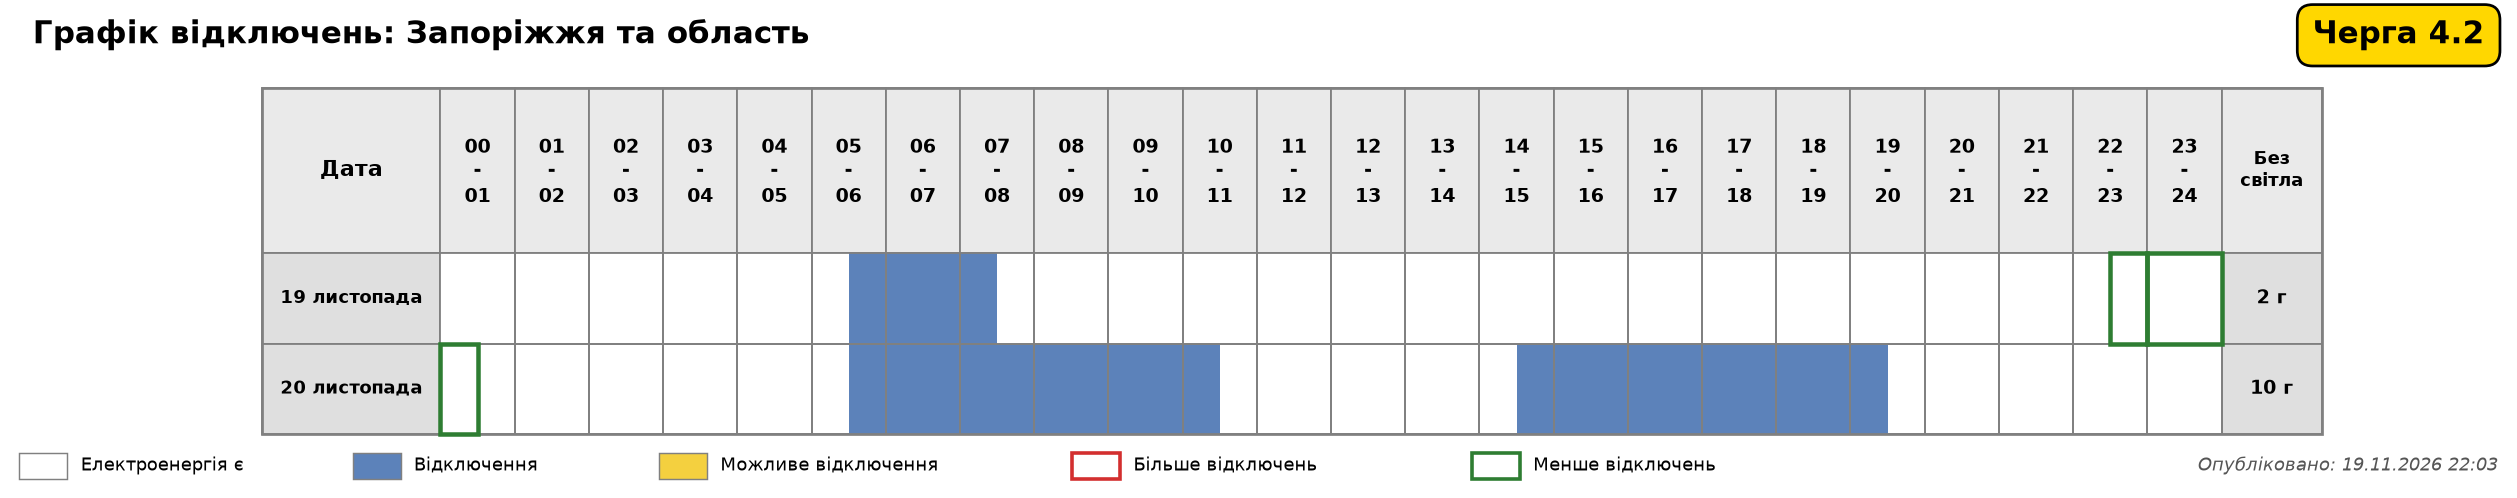 Графік відключень: Запоріжжя та область
Черга 4.2
Дата 00 - 01 01 - 02 02 - 03 03 - 04 04 - 05 05 - 06 06 - 07 07 - 08 08 - 09 09 - 10 10 - 11 11 - 12 12 - 13 13 - 14 14 - 15 15 - 16 16 - 17 17 - 18 18 - 19 19 - 20 20 - 21 21 - 22 22 - 23 23 - 24 Без світла
19 листопада 2 г
20 листопада 10 г
Електроенергія є Відключення Можливе відключення Більше відключень Менше відключень Опубліковано: 19.11.2026 22:03